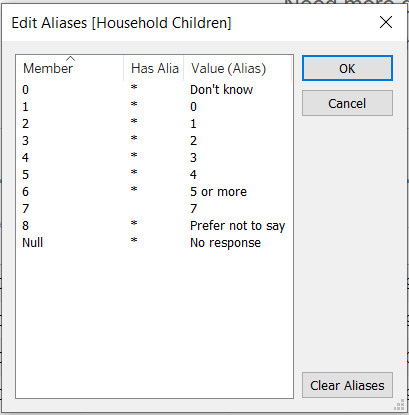 Edit Aliases [Household Children]
Member Has Alia Value (Alias)
0 * Don't know
1 * 0
2 * 1
3 * 2
4 * 3
5 * 4
6 * 5 or more
7 7
8 * Prefer not to say
Null * No response
OK
Cancel
Clear Aliases